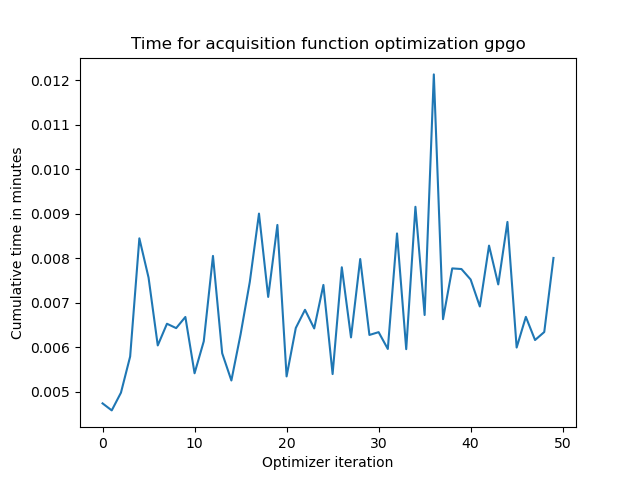 Time for acquisition function optimization gpgo
Cumulative time in minutes
0.012
0.011
0.010
0.009
0.008
0.007
0.006
0.005
0 10 20 30 40 50
Optimizer iteration